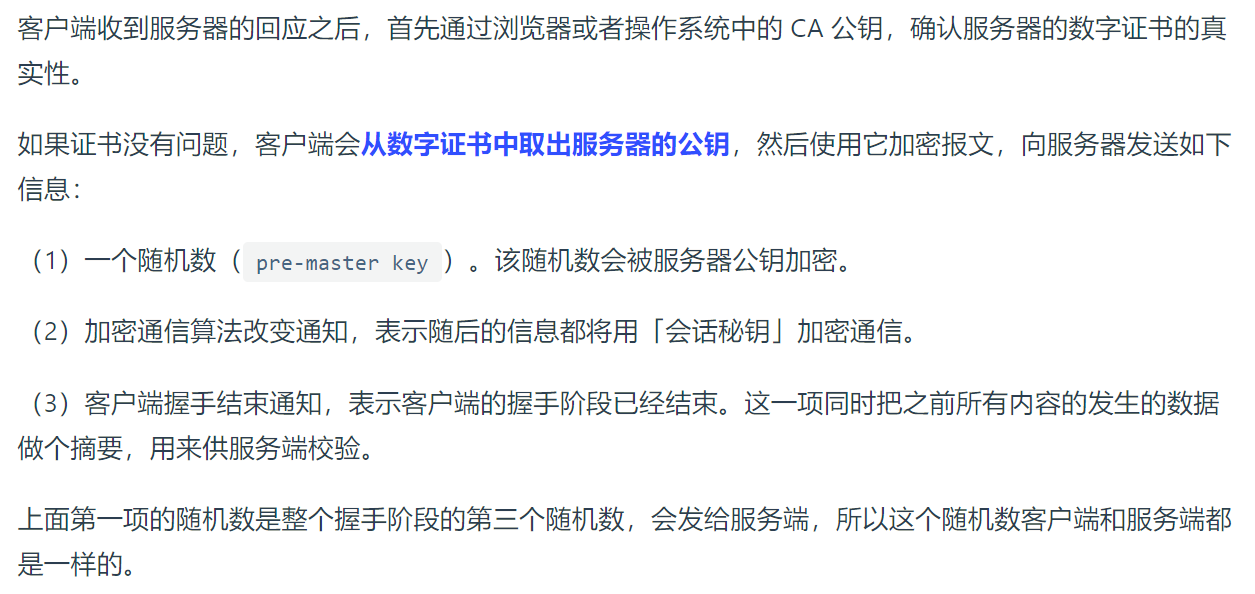 客户端收到服务器的回应之后，首先通过浏览器或者操作系统中的 CA 公钥，确认服务器的数字证书的真
实性。
如果证书没有问题，客户端会从数字证书中取出服务器的公钥，然后使用它加密报文，向服务器发送如下
信息：
（1）一个随机数（pre-master key）。该随机数会被服务器公钥加密。
（2）加密通信算法改变通知，表示随后的信息都将用「会话秘钥」加密通信。
（3）客户端握手结束通知，表示客户端的握手阶段已经结束。这一项同时把之前所有内容的发生的数据
做个摘要，用来供服务端校验。
上面第一项的随机数是整个握手阶段的第三个随机数，会发给服务端，所以这个随机数客户端和服务端都
是一样的。